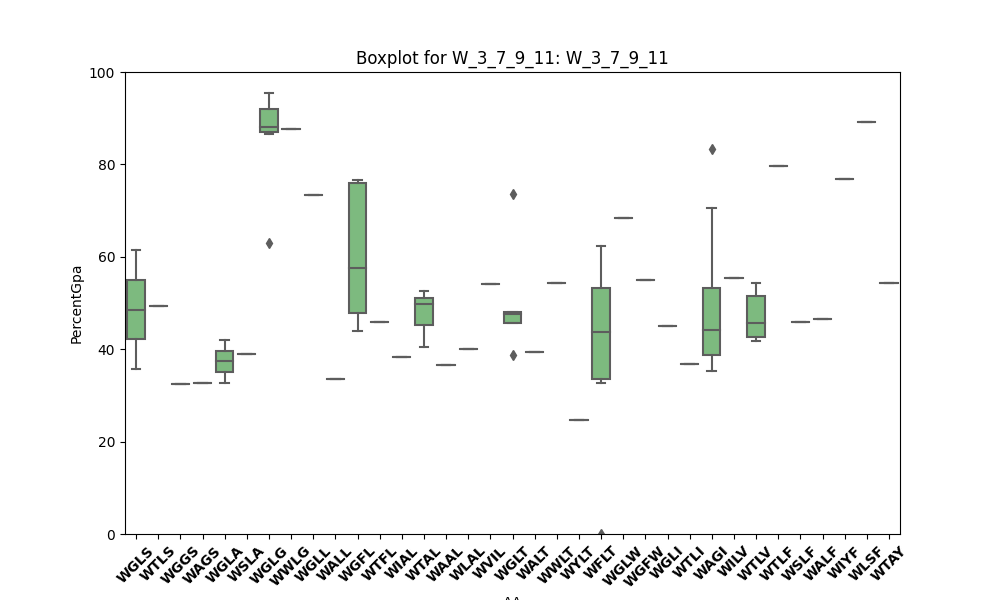 Boxplot for W_3_7_9_11: W_3_7_9_11
PercentGpa
100
80
60
40
20
0
WGLS
WTLS
WGGS
WAGS
WGLA
WSLA
WGLG
WWLG
WGLL
WALL
WGFL
WTFL
WIAL
WTAL
WAAL
WLAL
WVIL
WGLT
WALT
WWLT
WYLT
WFLT
WGLW
WGFW
WGLI
WTLI
WAGI
WILV
WTLV
WTLF
WSLF
WALF
WIYF
WLSF
WTAY